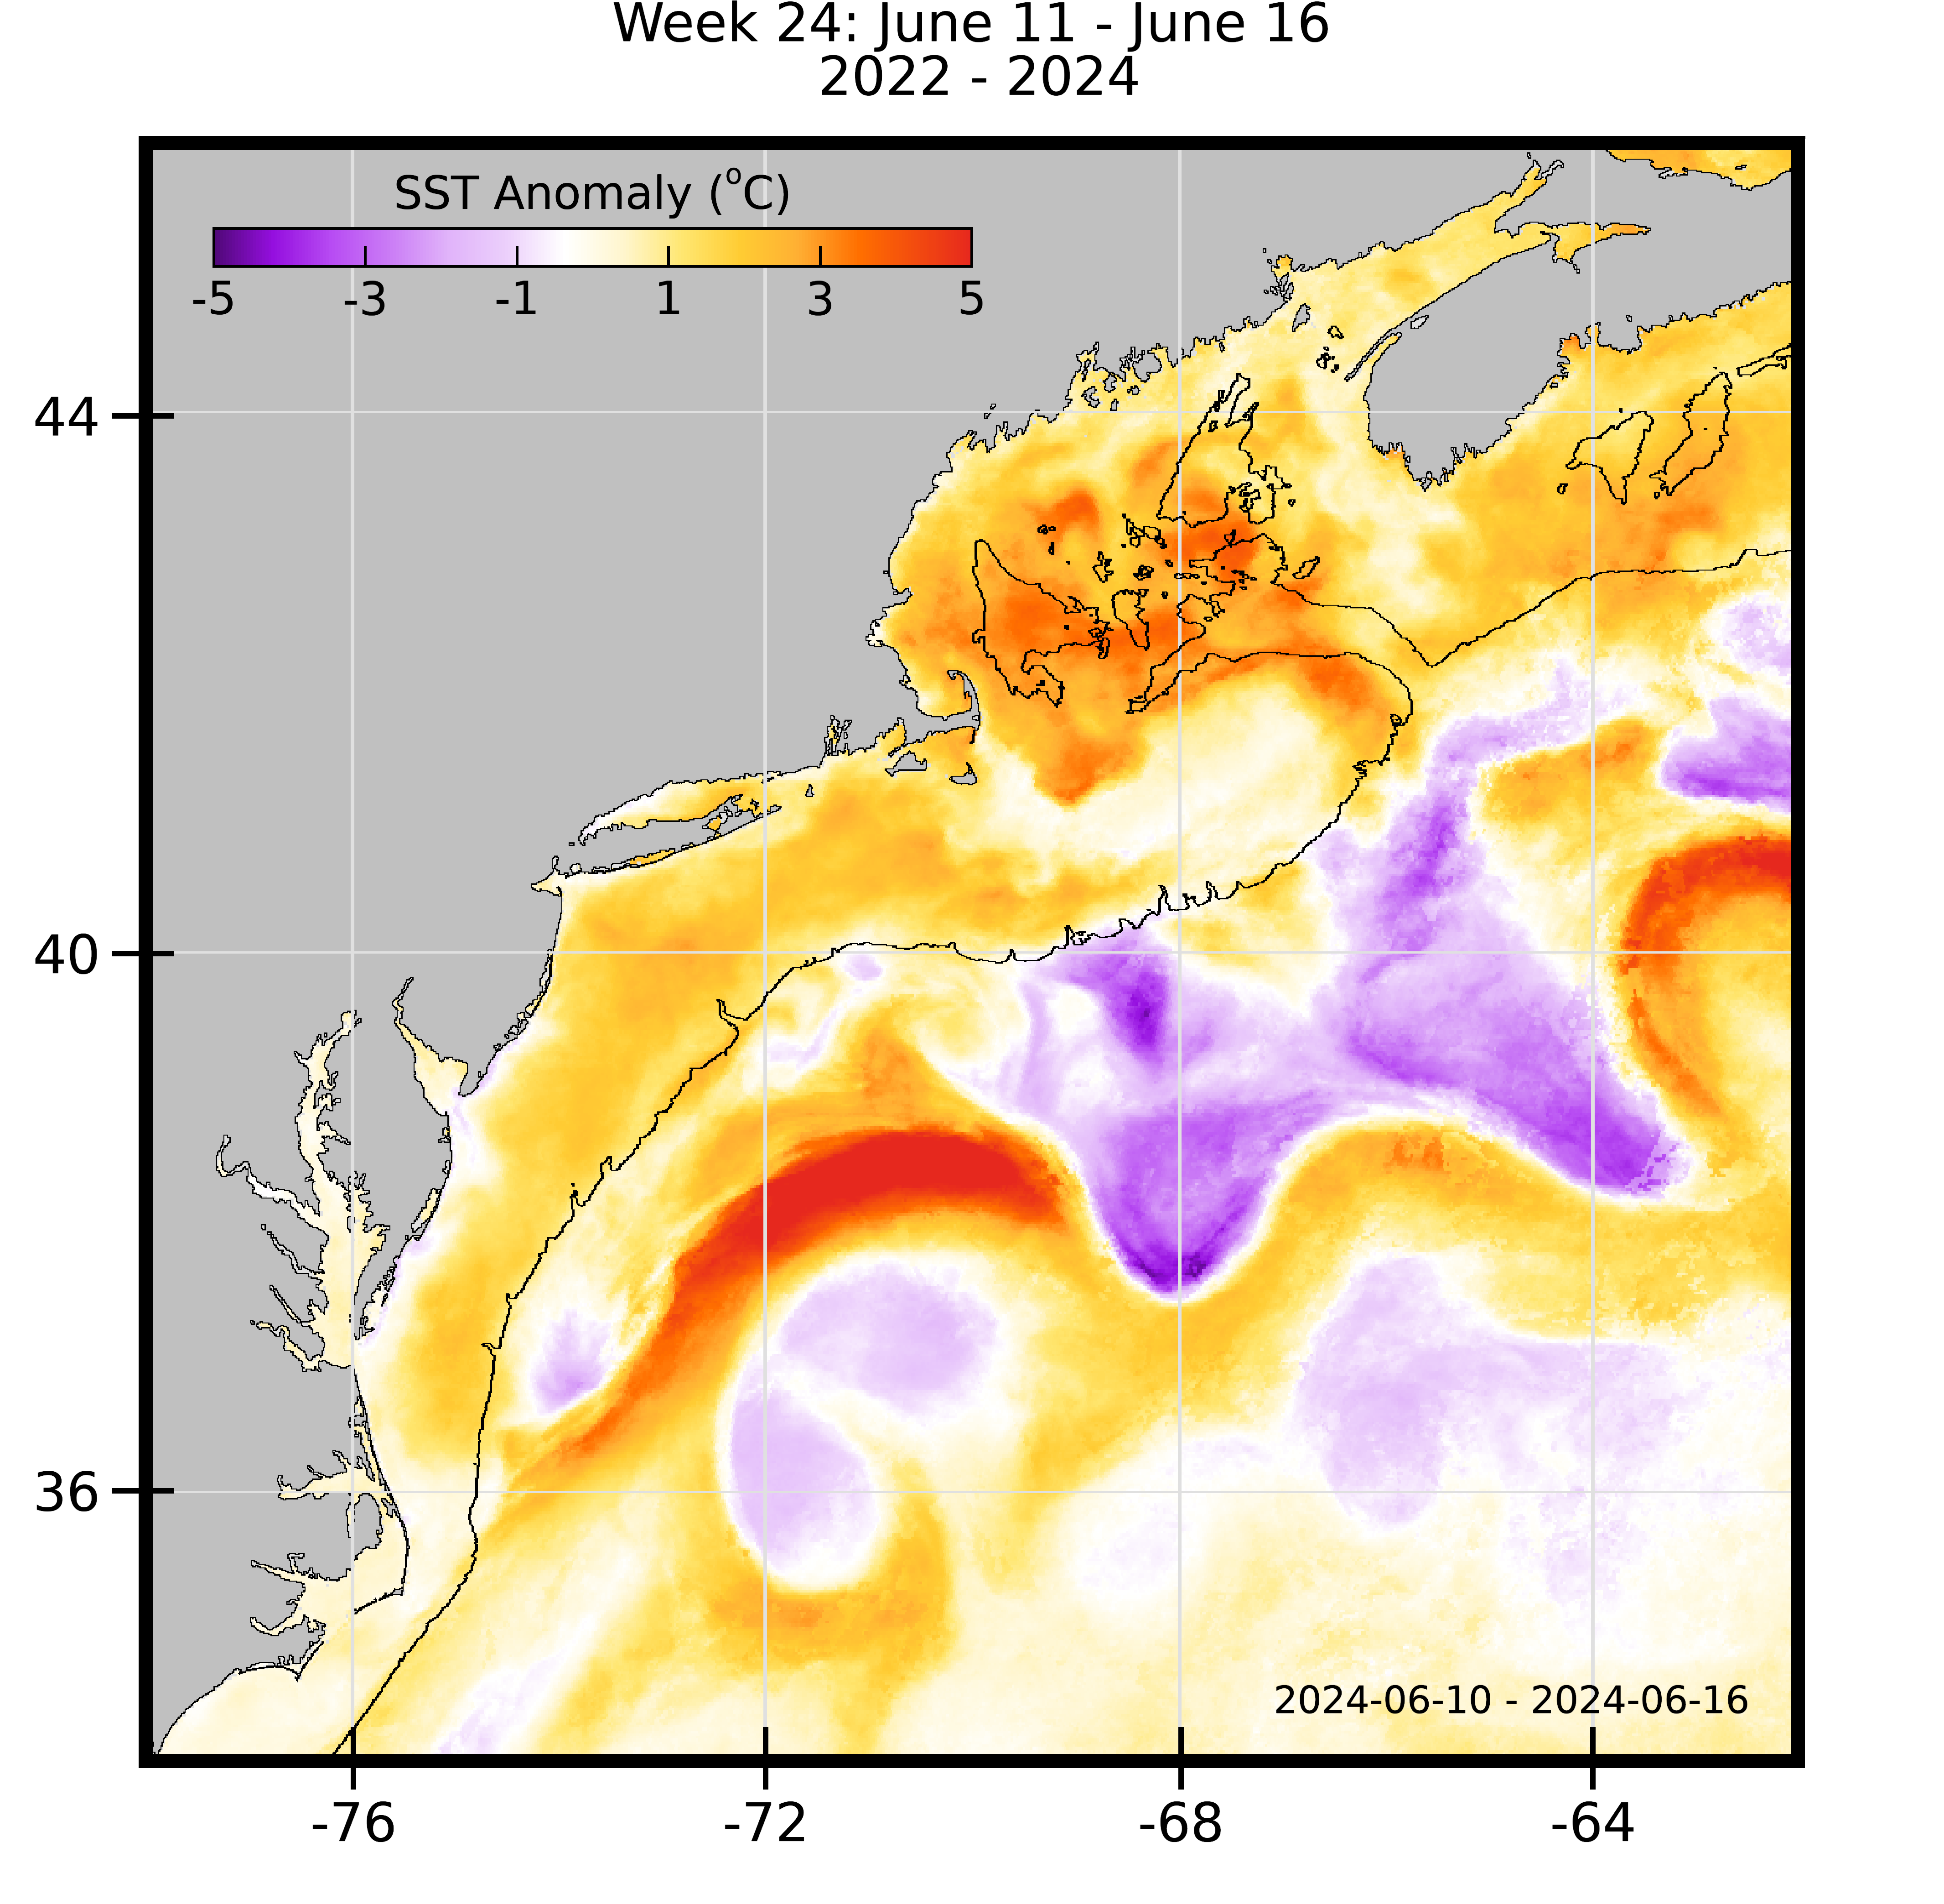 Week 24: June 11 - June 16
2022 - 2024
SST Anomaly (°C)
-5 -3 -1 1 3 5
44
40
36
2024-06-10 - 2024-06-16
-76 -72 -68 -64